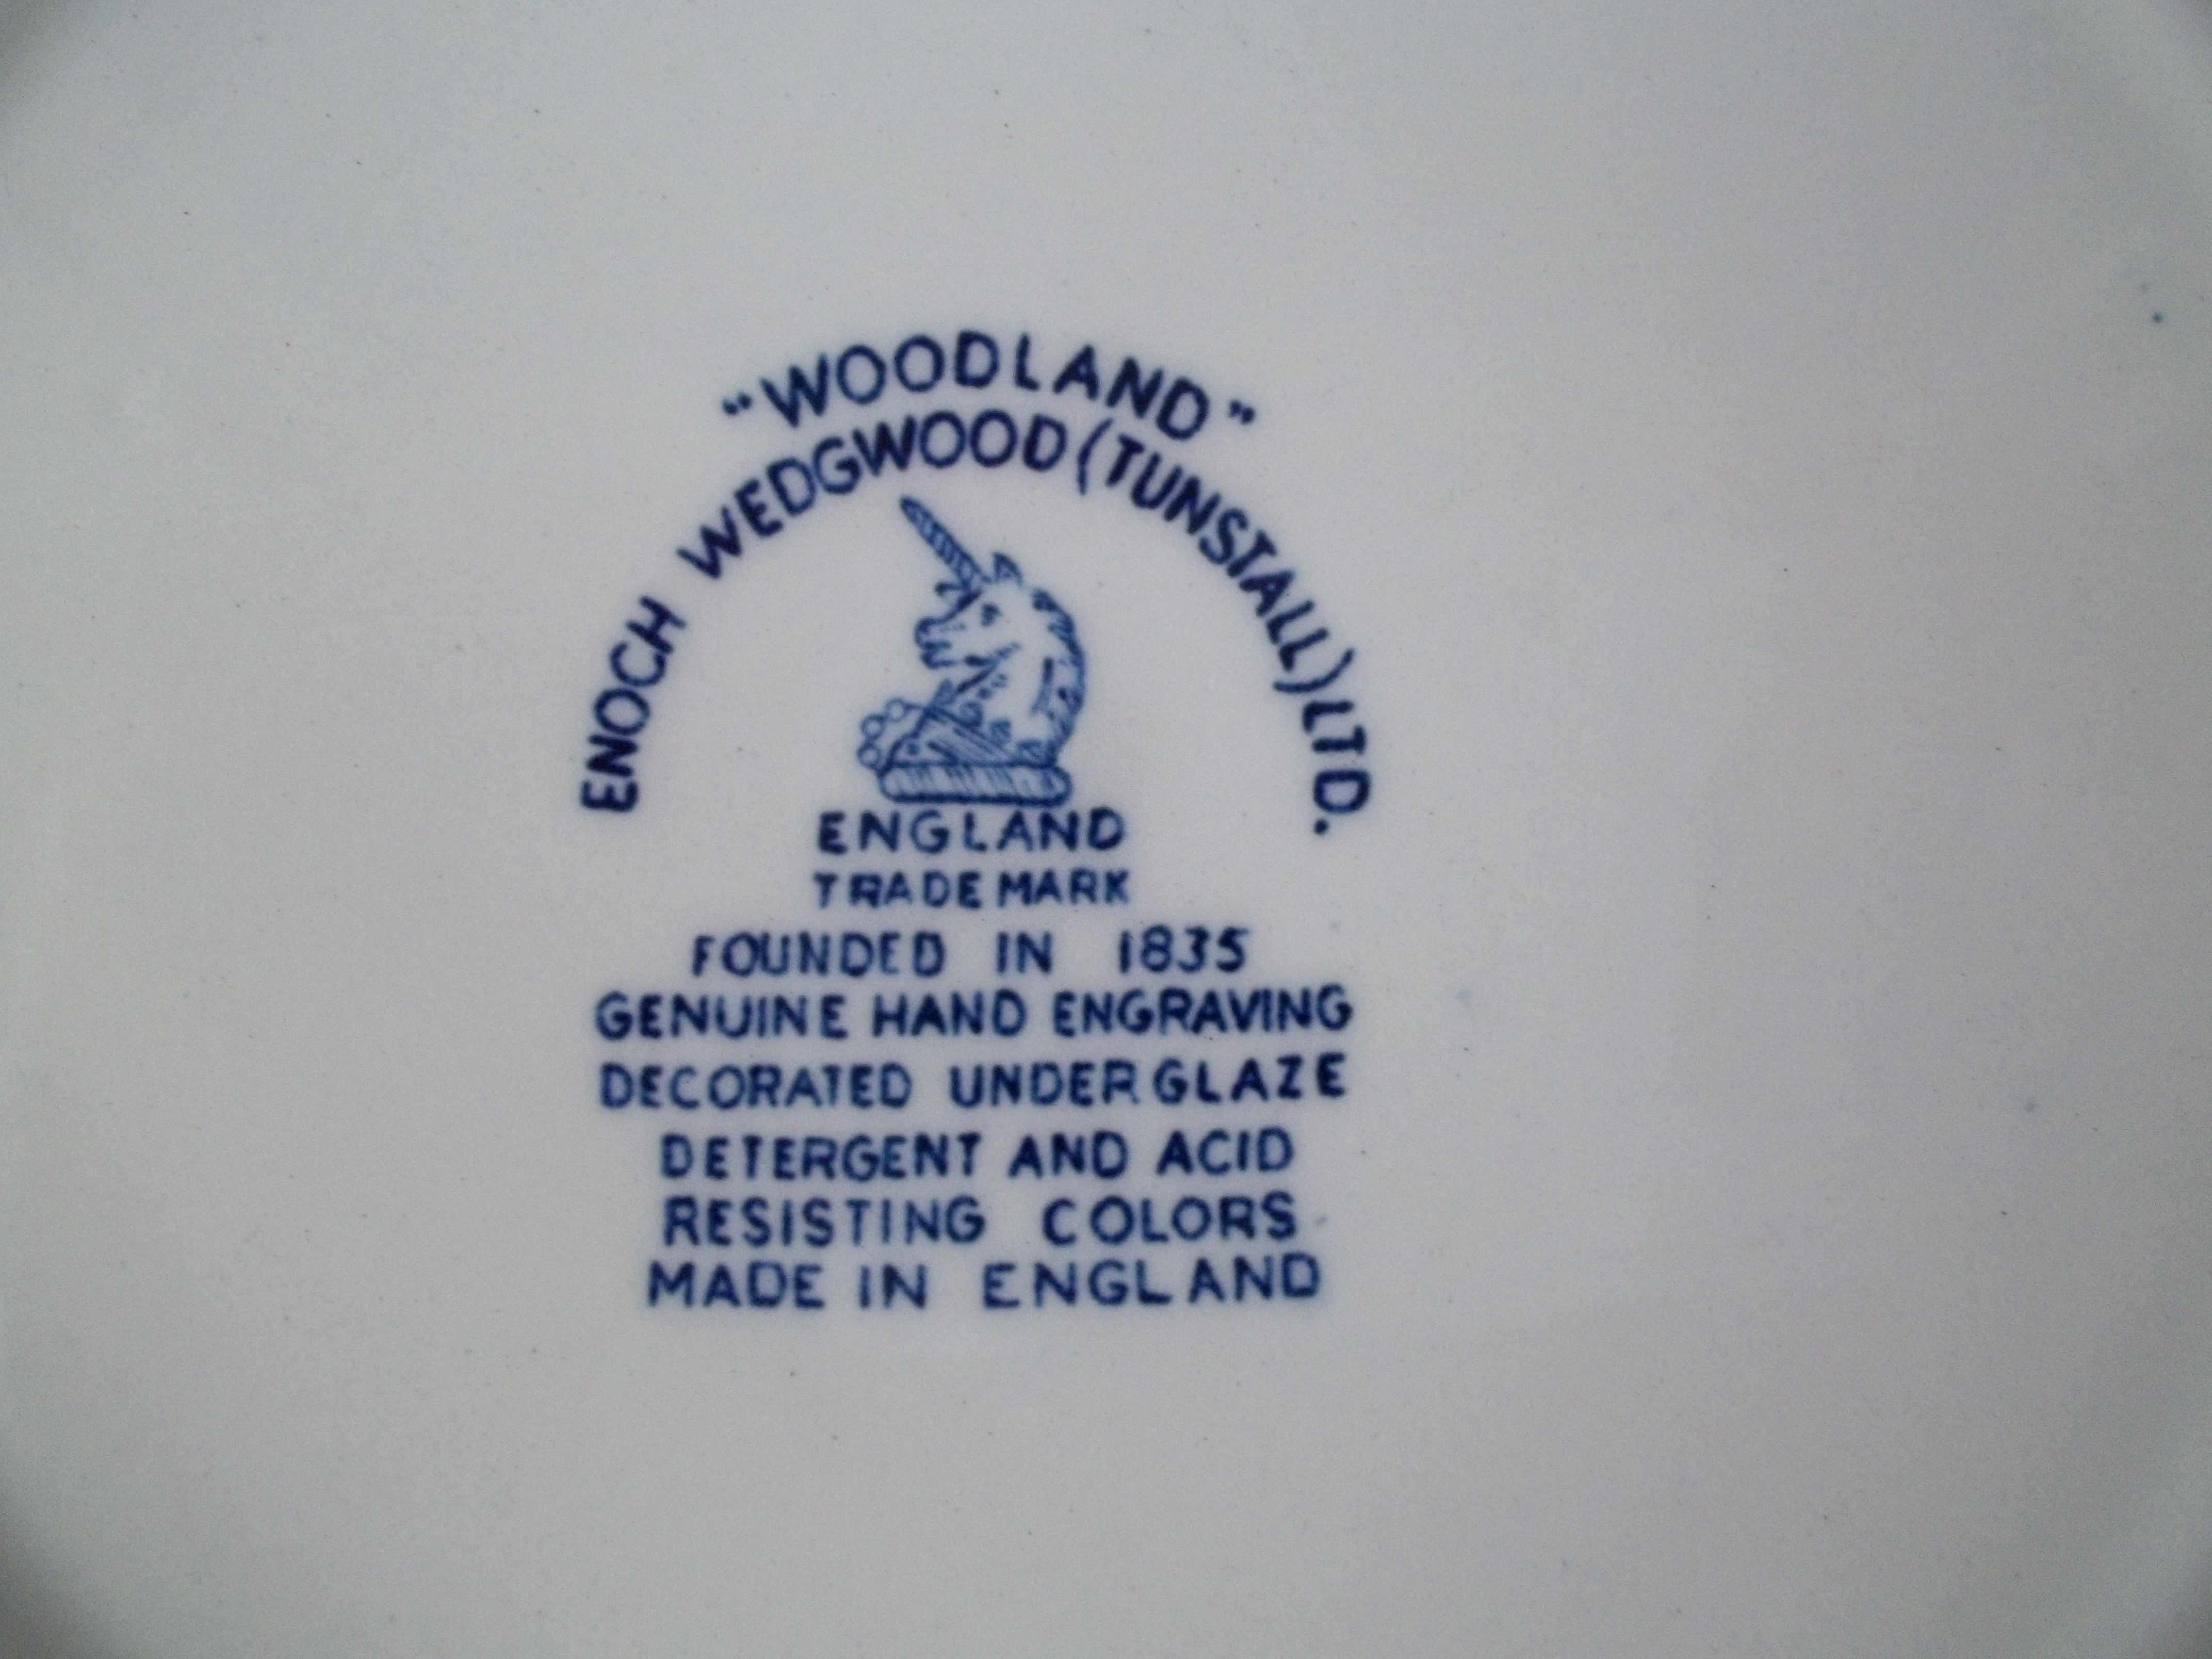 "WOODLAND"
ENOCH WEDGWOOD (TUNSTALL) LTD.
ENGLAND
TRADE MARK
FOUNDED IN 1835
GENUINE HAND ENGRAVING
DECORATED UNDERGLAZE
DETERGENT AND ACID
RESISTING COLORS
MADE IN ENGLAND